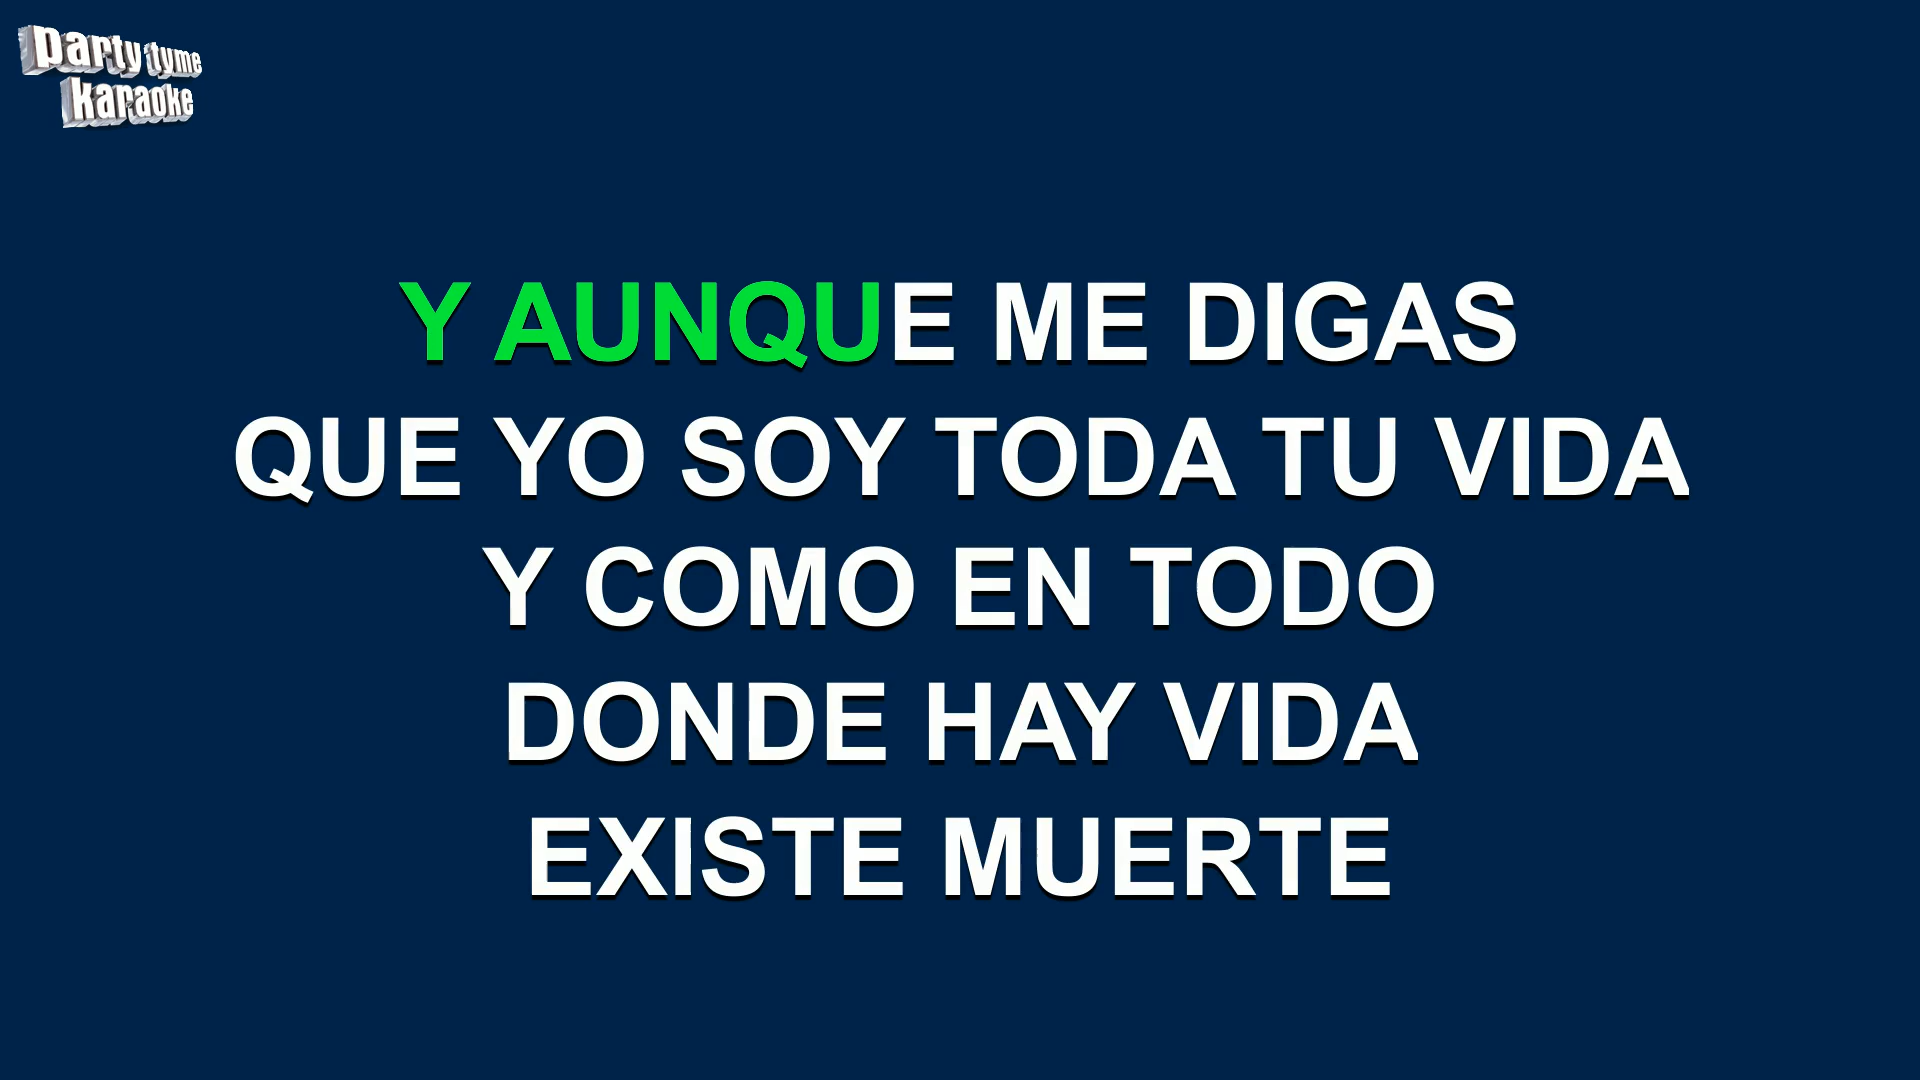 party tyme
karaoke
Y AUNQUE ME DIGAS
QUE YO SOY TODA TU VIDA
Y COMO EN TODO
DONDE HAY VIDA
EXISTE MUERTE